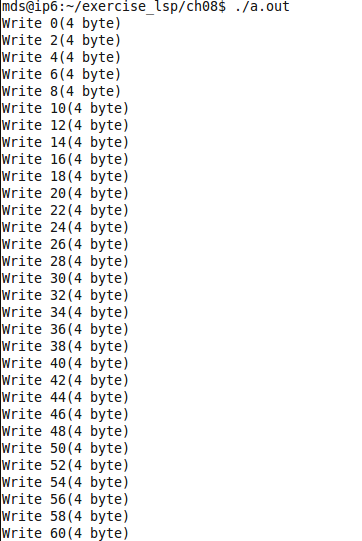 mds@ip6:~/exercise_lsp/ch08$ ./a.out
Write 0(4 byte)
Write 2(4 byte)
Write 4(4 byte)
Write 6(4 byte)
Write 8(4 byte)
Write 10(4 byte)
Write 12(4 byte)
Write 14(4 byte)
Write 16(4 byte)
Write 18(4 byte)
Write 20(4 byte)
Write 22(4 byte)
Write 24(4 byte)
Write 26(4 byte)
Write 28(4 byte)
Write 30(4 byte)
Write 32(4 byte)
Write 34(4 byte)
Write 36(4 byte)
Write 38(4 byte)
Write 40(4 byte)
Write 42(4 byte)
Write 44(4 byte)
Write 46(4 byte)
Write 48(4 byte)
Write 50(4 byte)
Write 52(4 byte)
Write 54(4 byte)
Write 56(4 byte)
Write 58(4 byte)
Write 60(4 byte)